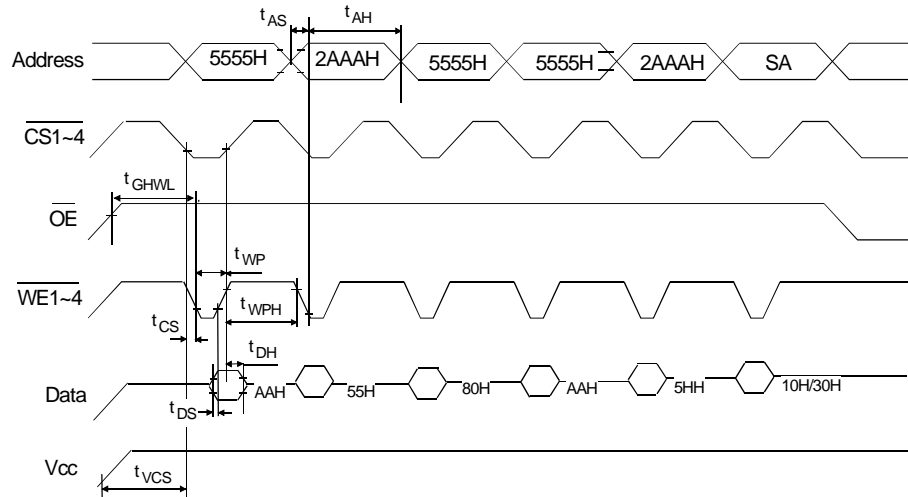 tAS tAH
Address 5555H 2AAAH 5555H 5555H 2AAAH SA
CS1~4
tGHWL
OE
tWP
WE1~4
tWPH
tCS
tDH
Data AAH 55H 80H AAH 5HH 10H/30H
tDS
Vcc
tVCS